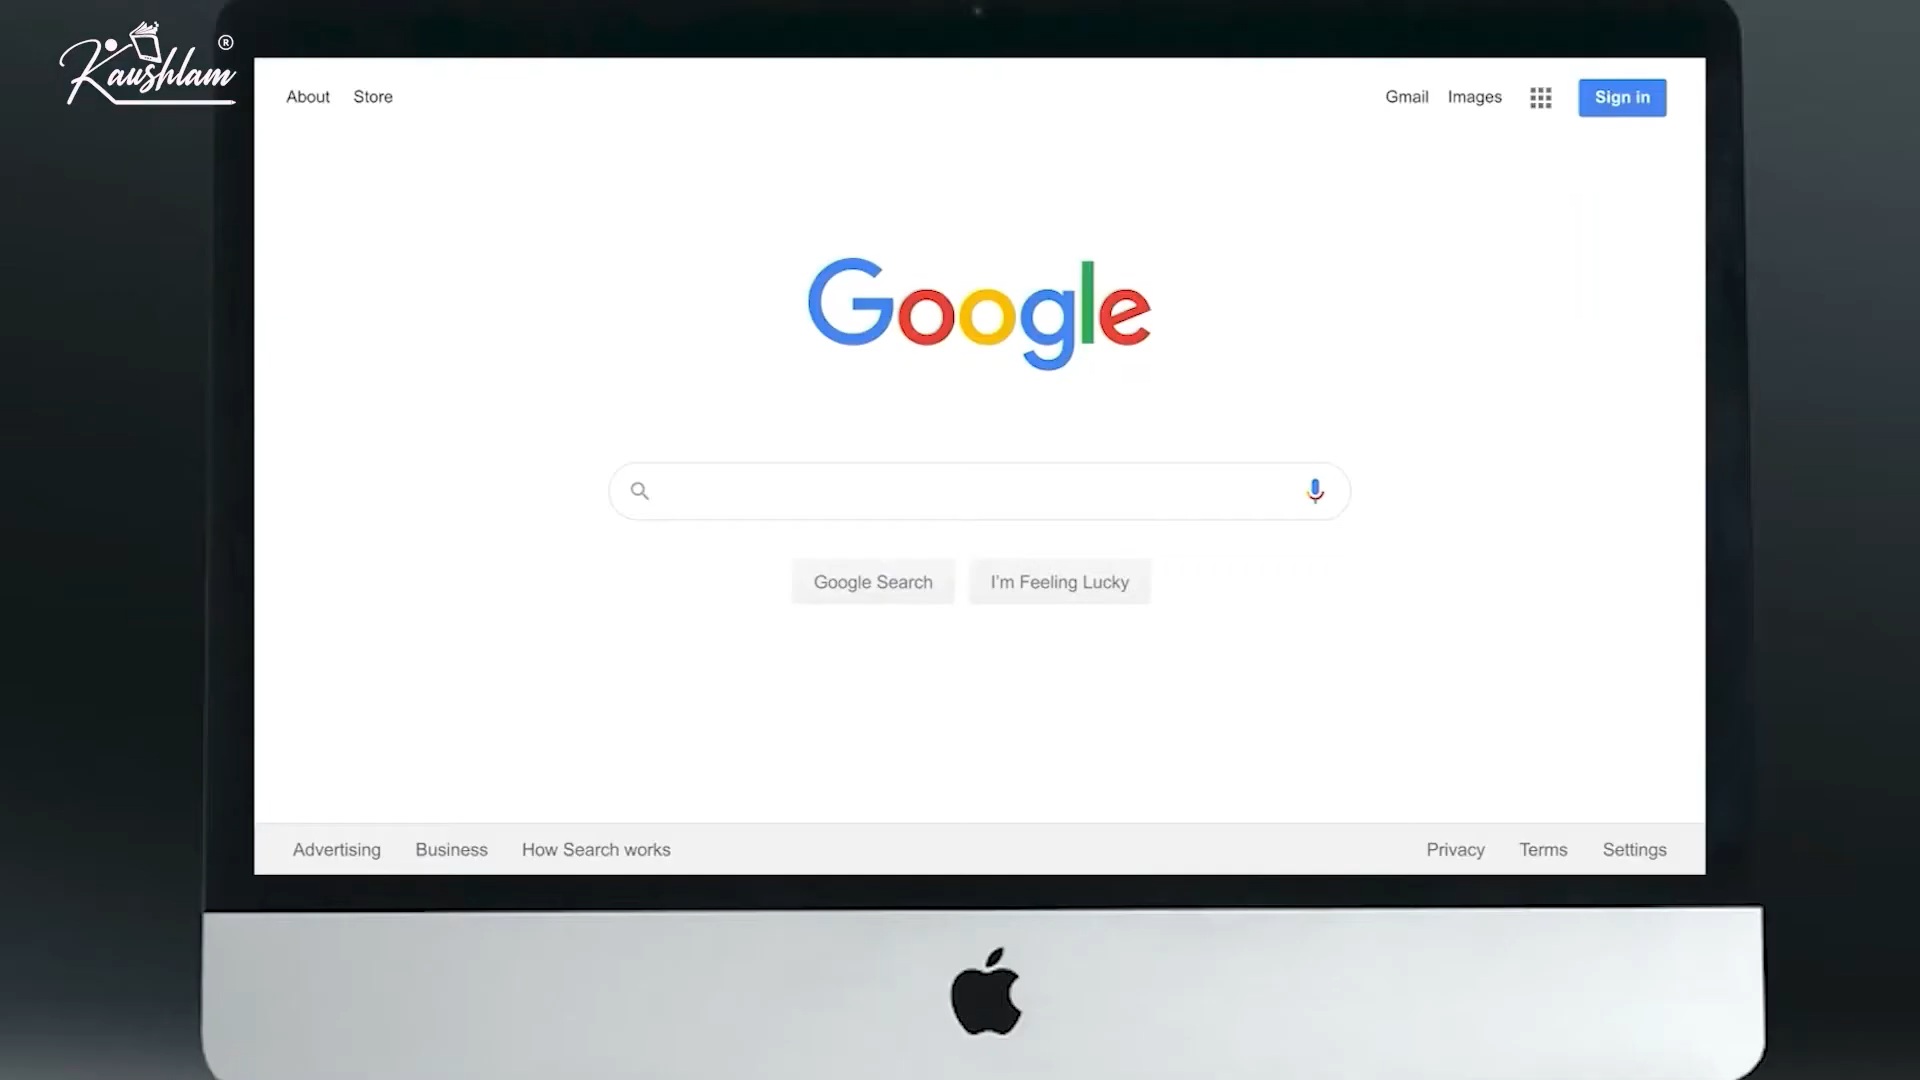 Kaushlam ®
About Store Gmail Images Sign in
Google
Google Search I'm Feeling Lucky
Advertising Business How Search works Privacy Terms Settings